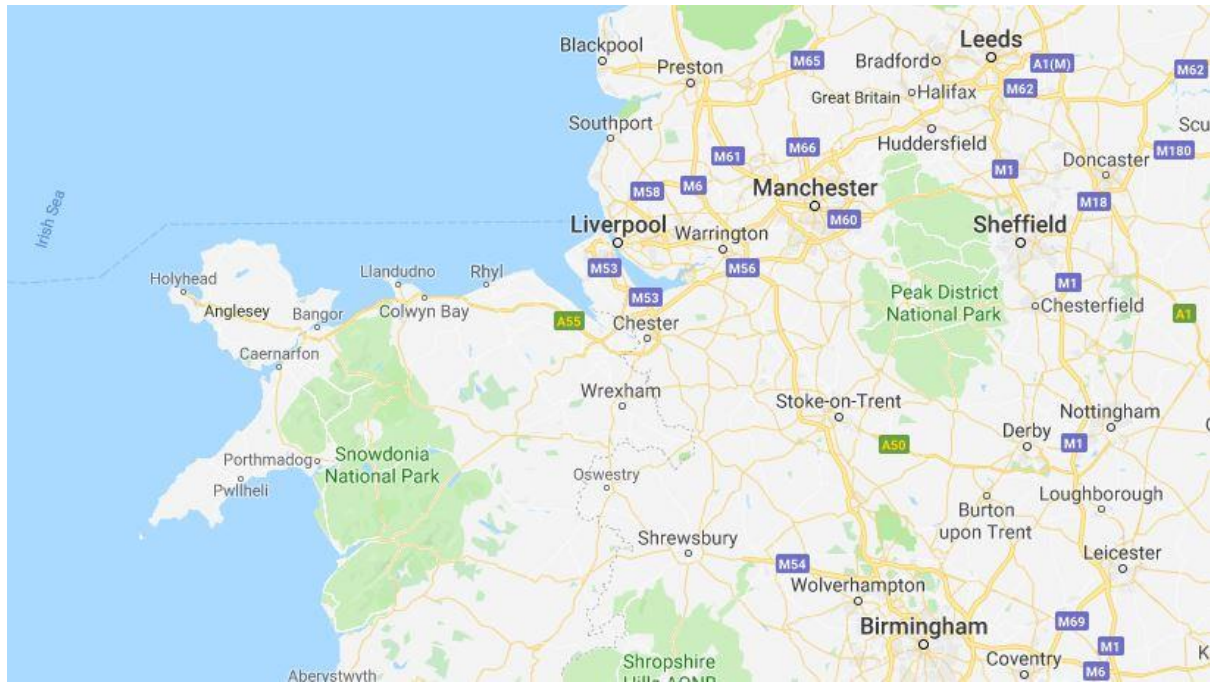 Blackpool
Preston
M65
Bradford
Leeds
A1(M)
M62
Great Britain
Halifax
M62
Southport
Huddersfield
Scu
M61
M66
M1
Doncaster
M180
M58
M6
Manchester
M60
M18
Irish Sea
Liverpool
Warrington
Sheffield
M53
M56
M1
Holyhead
Llandudno
Rhyl
Anglesey
Colwyn Bay
M53
Peak District
National Park
Chesterfield
A1
Bangor
A55
Chester
Caernarfon
Wrexham
Stoke-on-Trent
Nottingham
Derby
M1
A50
Snowdonia
National Park
Porthmadog
Pwllheli
Oswestry
Loughborough
Burton
upon Trent
Shrewsbury
M54
Leicester
Wolverhampton
Birmingham
M69
M1
Coventry
M6
K
Shropshire
Hills AONB
Aberystwyth